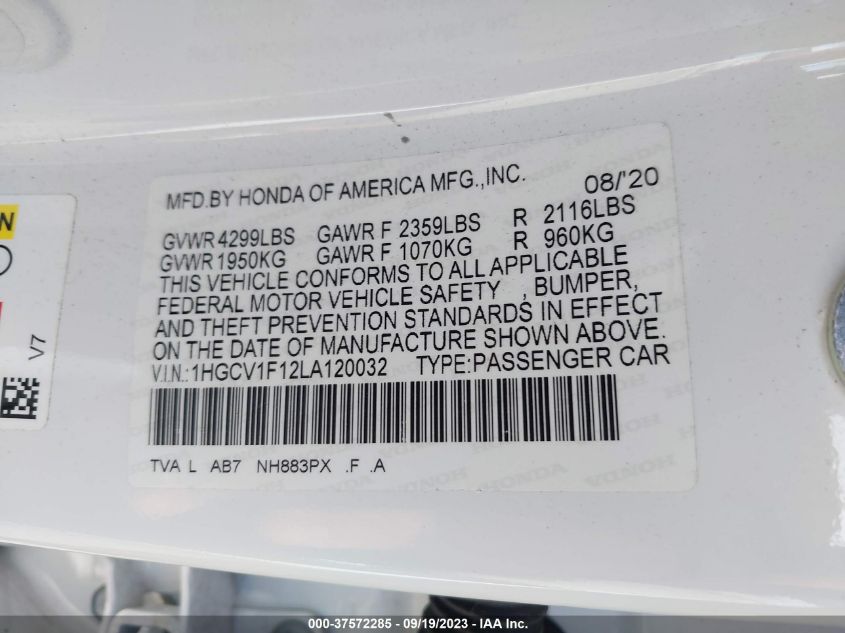 MFD.BY HONDA OF AMERICA MFG.,INC. 08/'20
GVWR 4299LBS GAWR F 2359LBS R 2116LBS
GVWR 1950KG GAWR F 1070KG R 960KG
THIS VEHICLE CONFORMS TO ALL APPLICABLE
FEDERAL MOTOR VEHICLE SAFETY , BUMPER,
AND THEFT PREVENTION STANDARDS IN EFFECT
ON THE DATE OF MANUFACTURE SHOWN ABOVE.
V.I.N.:1HGCV1F12LA120032 TYPE:PASSENGER CAR
TVA L AB7 NH883PX .F .A
V7
000-37572285 - 09/19/2023 - IAA Inc.